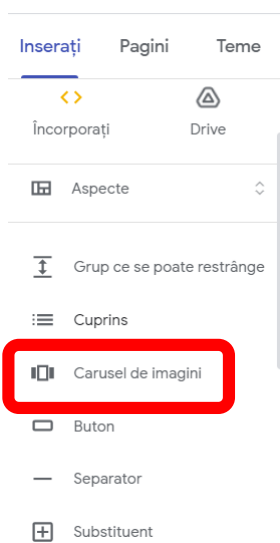 Inserați Pagini Teme
Încorporați Drive
Aspecte
Grup ce se poate restrânge
Cuprins
Carusel de imagini
Buton
Separator
Substituent